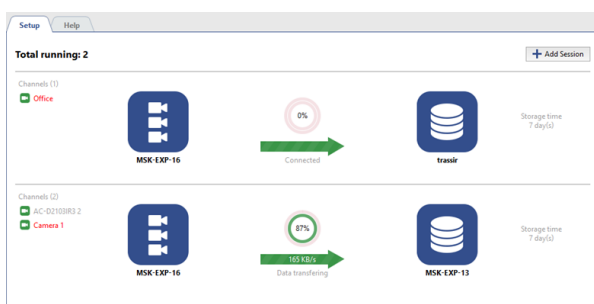 Setup
Help
Total running: 2
Add Session
Channels (1)
Office
0%
Connected
MSK-EXP-16
trassir
Storage time
7 day(s)
Channels (2)
AC-D2103IR3 2
Camera 1
87%
165 KB/s
Data transfering
MSK-EXP-16
MSK-EXP-13
Storage time
7 day(s)